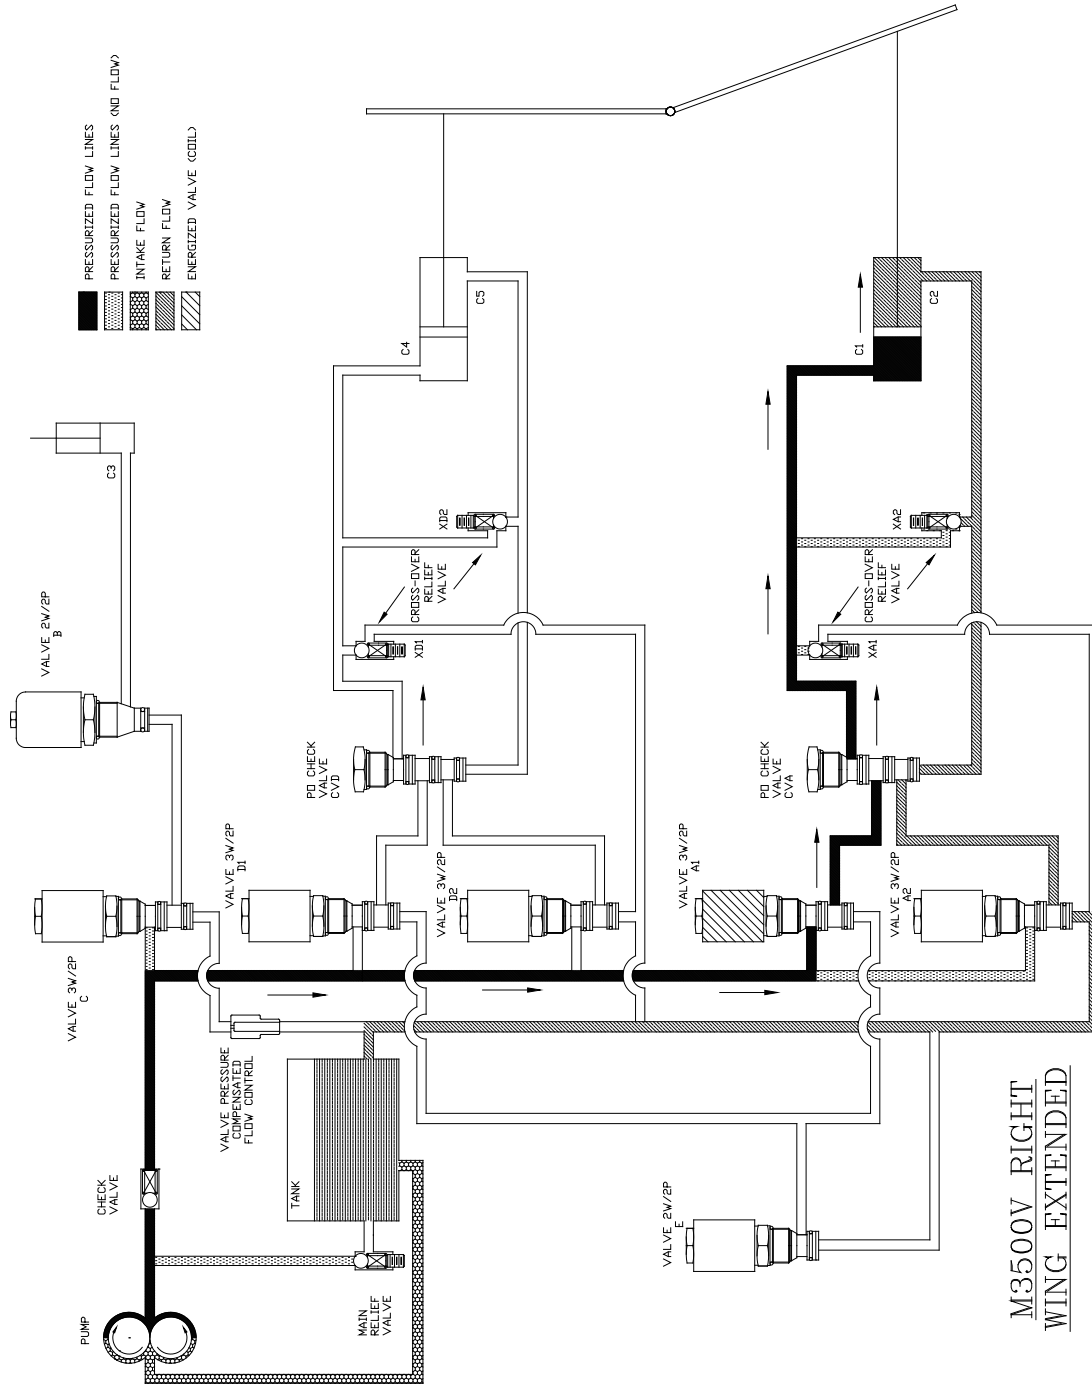 PRESSURIZED FLOW LINES
PRESSURIZED FLOW LINES (NO FLOW)
INTAKE FLOW
RETURN FLOW
ENERGIZED VALVE (COIL)
PUMP
CHECK
VALVE
MAIN
RELIEF
VALVE
TANK
VALVE PRESSURE
COMPENSATED
FLOW CONTROL
VALVE 3W/2P
C
VALVE 2W/2P
B
C3
VALVE 3W/2P
D1
VALVE 3W/2P
D2
PO CHECK
VALVE
CVD
XD1
XD2
CROSS-OVER
RELIEF
VALVE
C4
C5
VALVE 3W/2P
A1
VALVE 3W/2P
A2
PO CHECK
VALVE
CVA
XA1
XA2
CROSS-OVER
RELIEF
VALVE
C1
C2
VALVE 2W/2P
E
M3500V RIGHT
WING EXTENDED